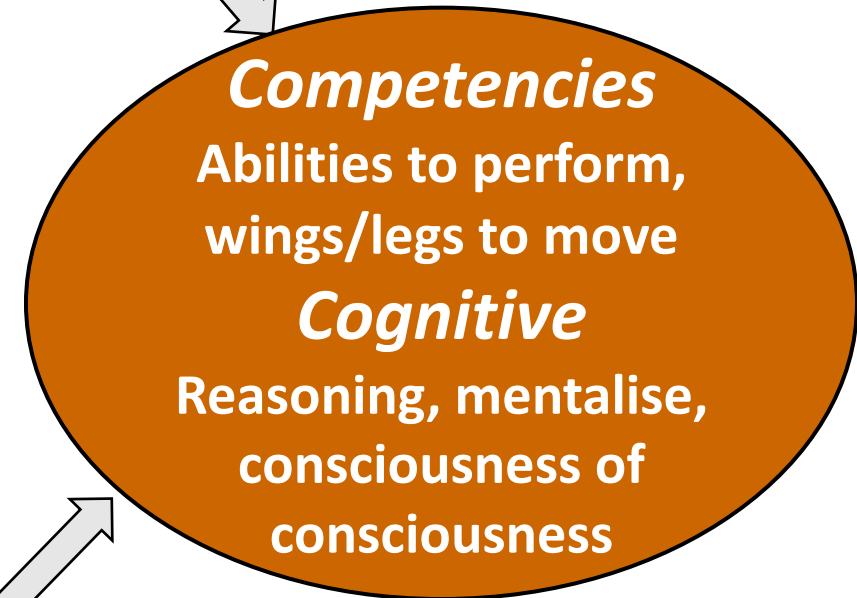 Competencies
Abilities to perform,
wings/legs to move
Cognitive
Reasoning, mentalise,
consciousness of
consciousness